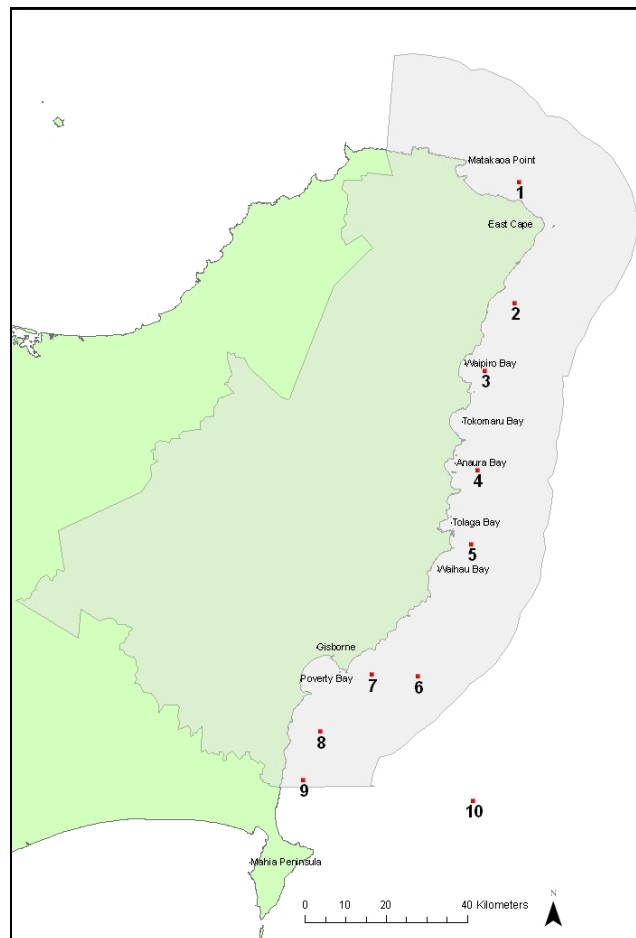 Matakaoa Point
1
East Cape
2
Waipiro Bay
3
Tokomaru Bay
Anaura Bay
4
Tolaga Bay
5
Waihau Bay
Gisborne
Poverty Bay
7
6
8
9
10
Mahia Peninsula
0 10 20 40 Kilometers
N